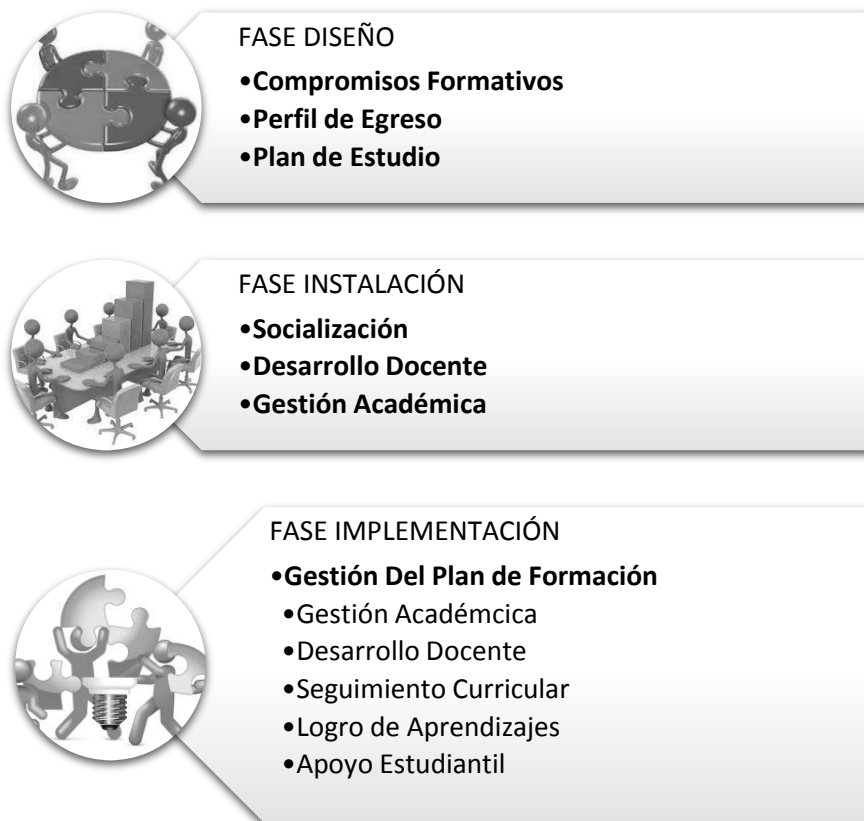 FASE DISEÑO
•Compromisos Formativos
•Perfil de Egreso
•Plan de Estudio
FASE INSTALACIÓN
•Socialización
•Desarrollo Docente
•Gestión Académica
FASE IMPLEMENTACIÓN
•Gestión Del Plan de Formación
•Gestión Académcica
•Desarrollo Docente
•Seguimiento Curricular
•Logro de Aprendizajes
•Apoyo Estudiantil